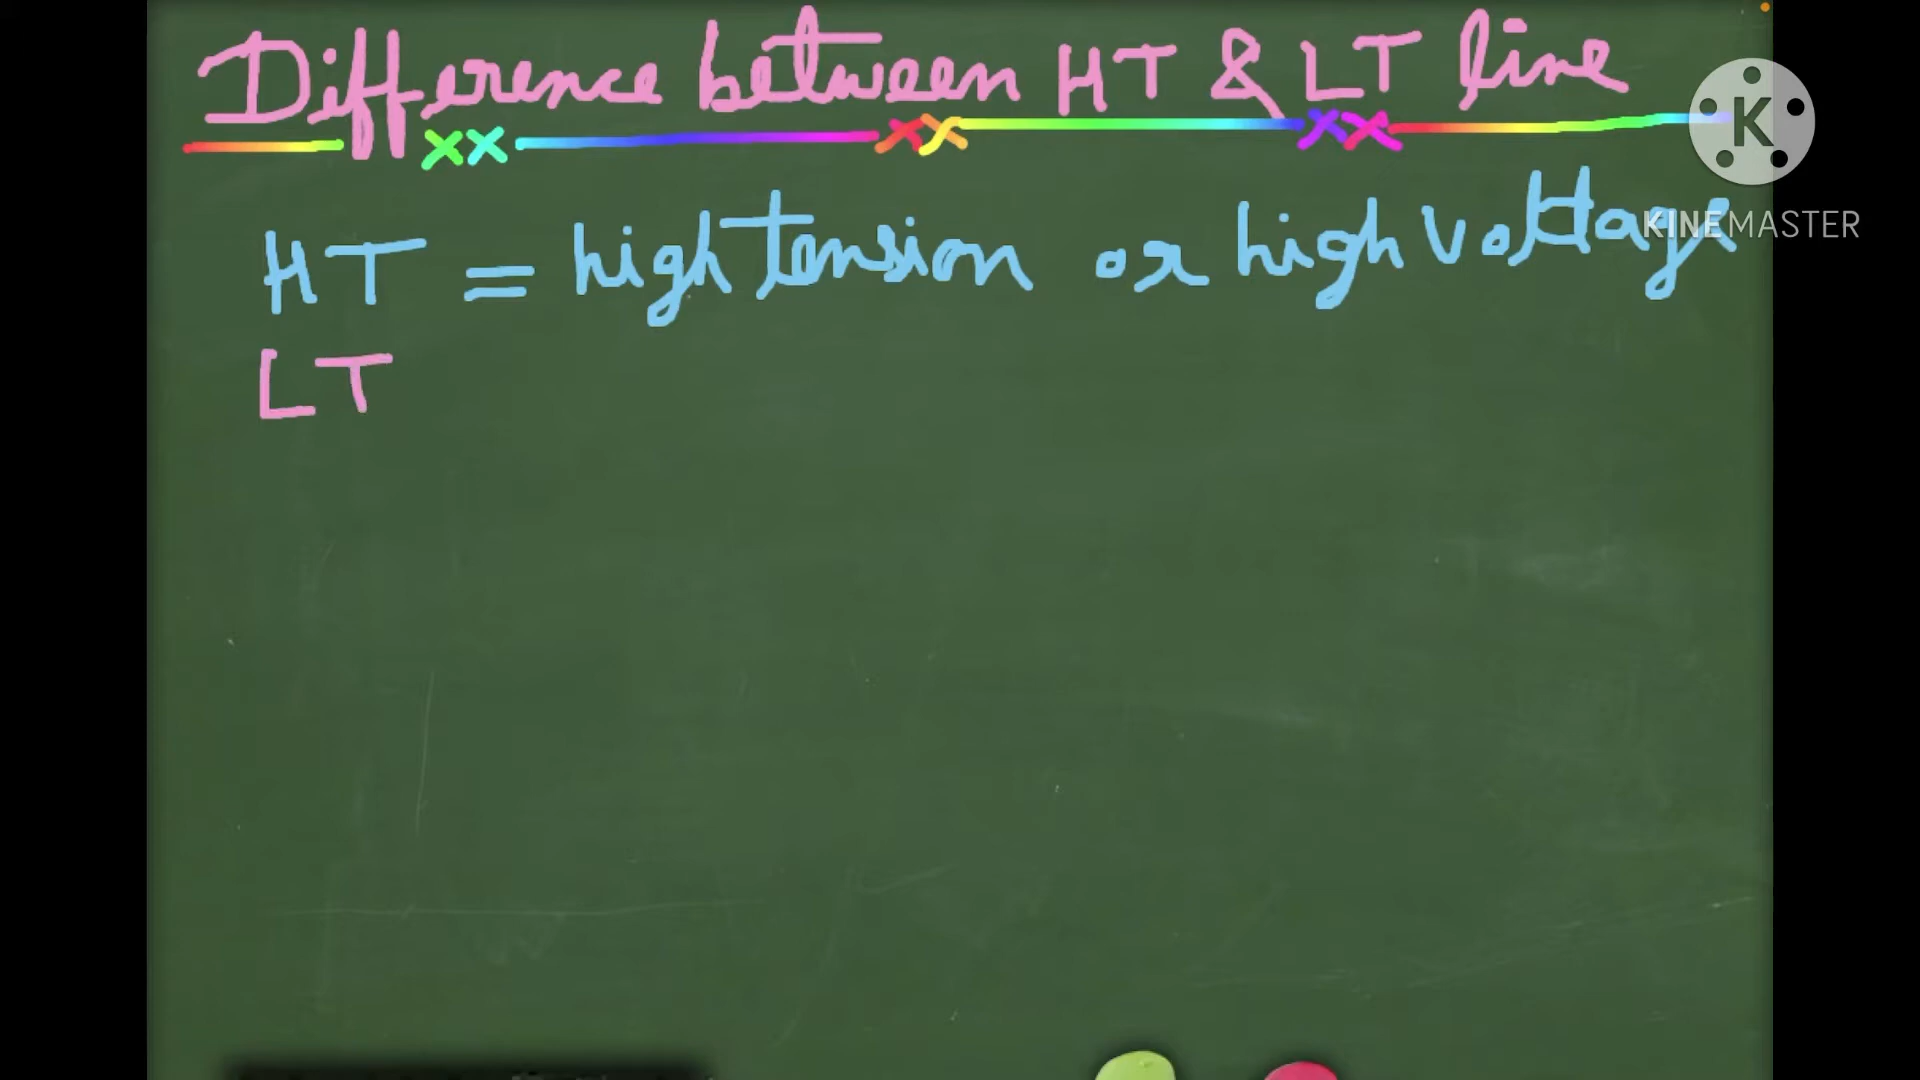 Difference between HT & LT line
HT = high tension or high voltage
LT
K
KINEMASTER